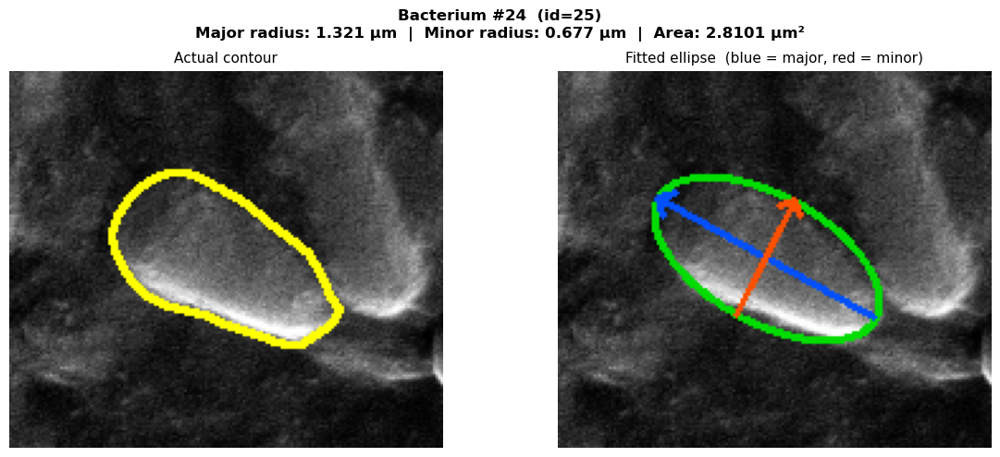 Bacterium #24  (id=25)
Major radius: 1.321 µm  |  Minor radius: 0.677 µm  |  Area: 2.8101 µm²
Actual contour
Fitted ellipse  (blue = major, red = minor)